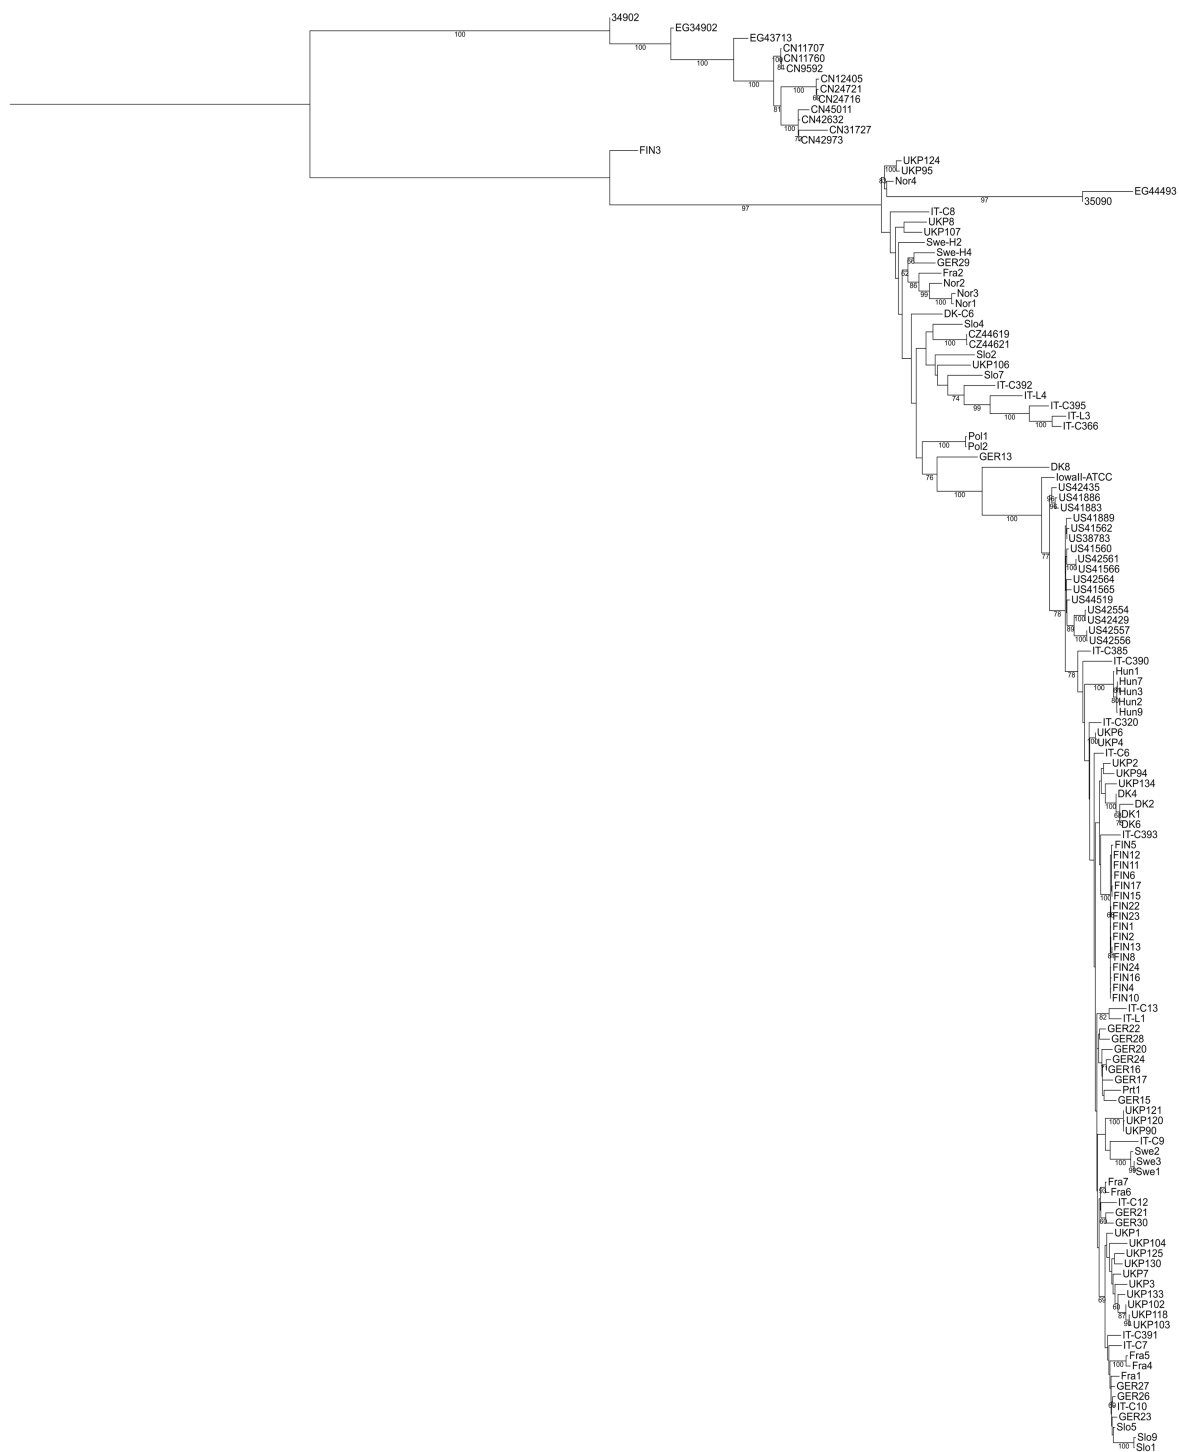 34902
100
EG34902
100
EG43713
100
CN11707
100
CN11760
CN9592
100
CN12405
100
CN24721
CN24716
81
CN45011
CN42632
100
CN31727
CN42973
FIN3
UKP124
100
UKP95
Nor4
EG44493
97
35090
97
IT-C8
UKP8
UKP107
Swe-H2
Swe-H4
GER29
62
Fra2
86
Nor2
99
Nor3
100
Nor1
DK-C6
Slo4
CZ44619
100
CZ44621
Slo2
UKP106
Slo7
IT-C392
74
IT-L4
99
IT-C395
100
IT-L3
100
IT-C366
Pol1
100
Pol2
GER13
76
DK8
100
IowaII-ATCC
100
US42435
US41886
US41883
US41889
US41562
US38783
US41560
77
US42561
100
US41566
US42564
US41565
US44519
78
US42554
100
US42429
89
US42557
100
US42556
IT-C385
78
IT-C390
Hun1
100
Hun7
Hun3
Hun2
Hun9
IT-C320
UKP6
100
UKP4
IT-C6
UKP2
UKP94
UKP134
DK4
100
DK2
DK1
DK6
IT-C393
FIN5
FIN12
FIN11
FIN6
FIN17
100
FIN15
FIN22
FIN23
FIN1
FIN2
FIN13
FIN8
FIN24
FIN16
FIN4
FIN10
IT-C13
82
IT-L1
GER22
GER28
GER20
GER24
GER16
GER17
Prt1
GER15
UKP121
100
UKP120
UKP90
IT-C9
Swe2
100
Swe3
Swe1
Fra7
Fra6
IT-C12
GER21
GER30
UKP1
UKP104
UKP125
UKP130
UKP7
UKP3
UKP133
60
UKP102
87
UKP118
UKP103
IT-C391
IT-C7
Fra5
100
Fra4
Fra1
GER27
GER26
IT-C10
GER23
Slo5
Slo9
100
Slo1